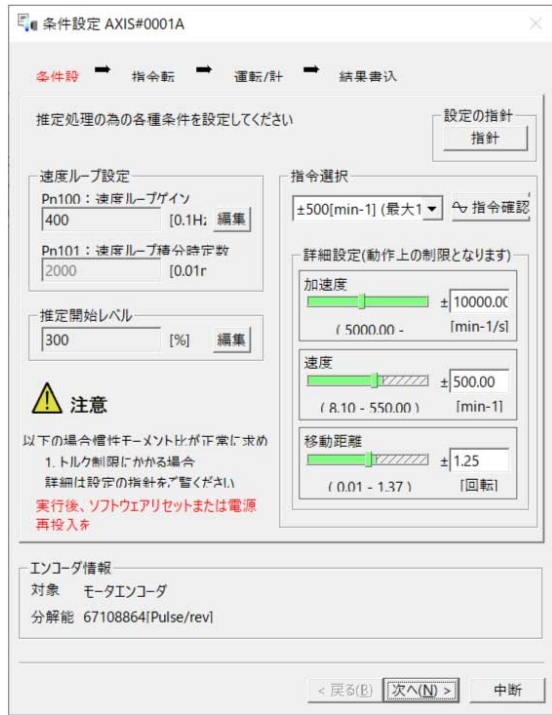 条件設定 AXIS#0001A
条件設 ➡ 指令転 ➡ 運転/計 ➡ 結果書込
推定処理の為の各種条件を設定してください
設定の指針
指針
速度ループ設定
Pn100：速度ループゲイン
400 [0.1H: 編集
Pn101：速度ループ積分時定数
2000 [0.01r
推定開始レベル
300 [%] 編集
注意
以下の場合慣性モーメント比が正常に求め
1. トルク制限にかかる場合
詳細は設定の指針をご覧ください
実行後、ソフトウェアリセットまたは電源
再投入を
指令選択
±500[min-1] (最大1 指令確認
詳細設定(動作上の制限となります)
加速度
± 10000.0(
( 5000.00 - [min-1/s]
速度
± 500.00
( 8.10 - 550.00 ) [min-1]
移動距離
± 1.25
( 0.01 - 1.37 ) [回転]
エンコーダ情報
対象 モータエンコーダ
分解能 67108864[Pulse/rev]
< 戻る(B) 次へ(N) > 中断